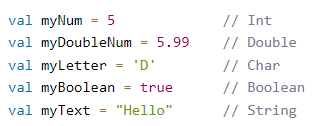 val myNum = 5             // Int
val myDoubleNum = 5.99    // Double
val myLetter = 'D'        // Char
val myBoolean = true      // Boolean
val myText = "Hello"      // String